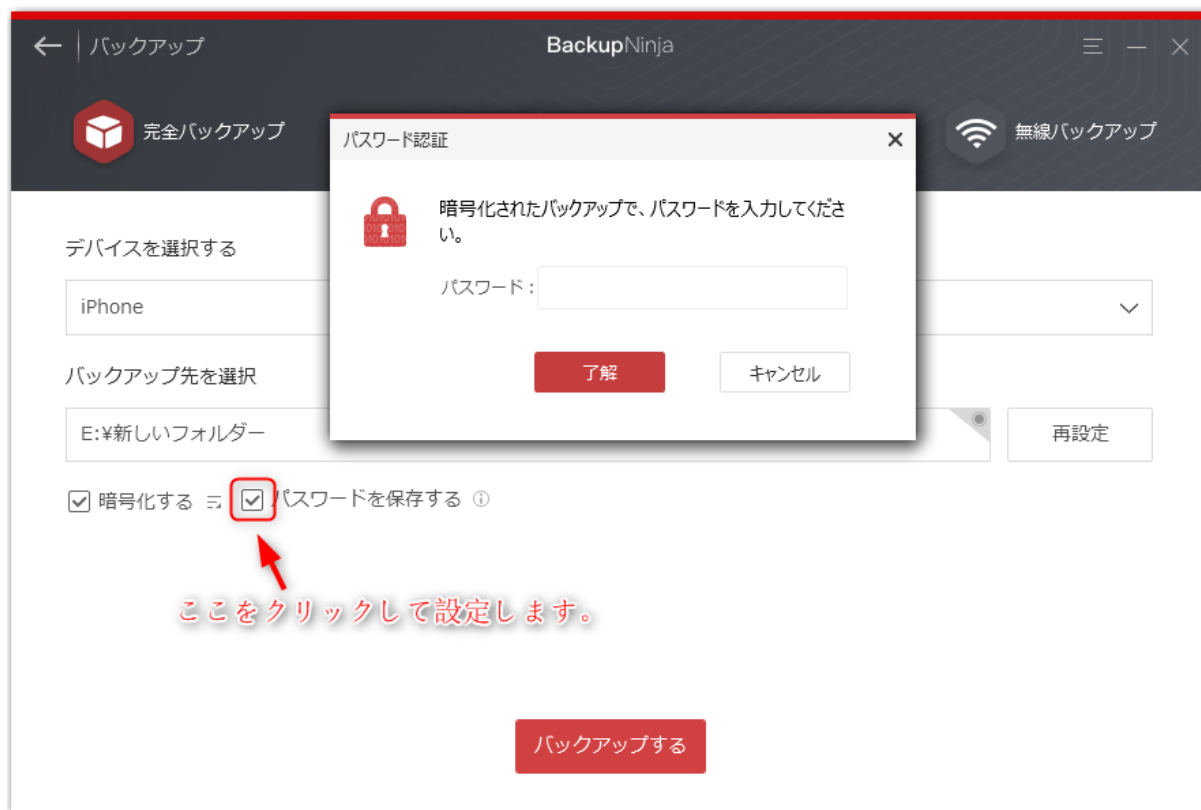 バックアップ
BackupNinja
完全バックアップ
無線バックアップ
パスワード認証
暗号化されたバックアップで、パスワードを入力してくださ
い。
パスワード：
了解
キャンセル
デバイスを選択する
iPhone
バックアップ先を選択
E:¥新しいフォルダー
再設定
暗号化する
パスワードを保存する
ここをクリックして設定します。
バックアップする